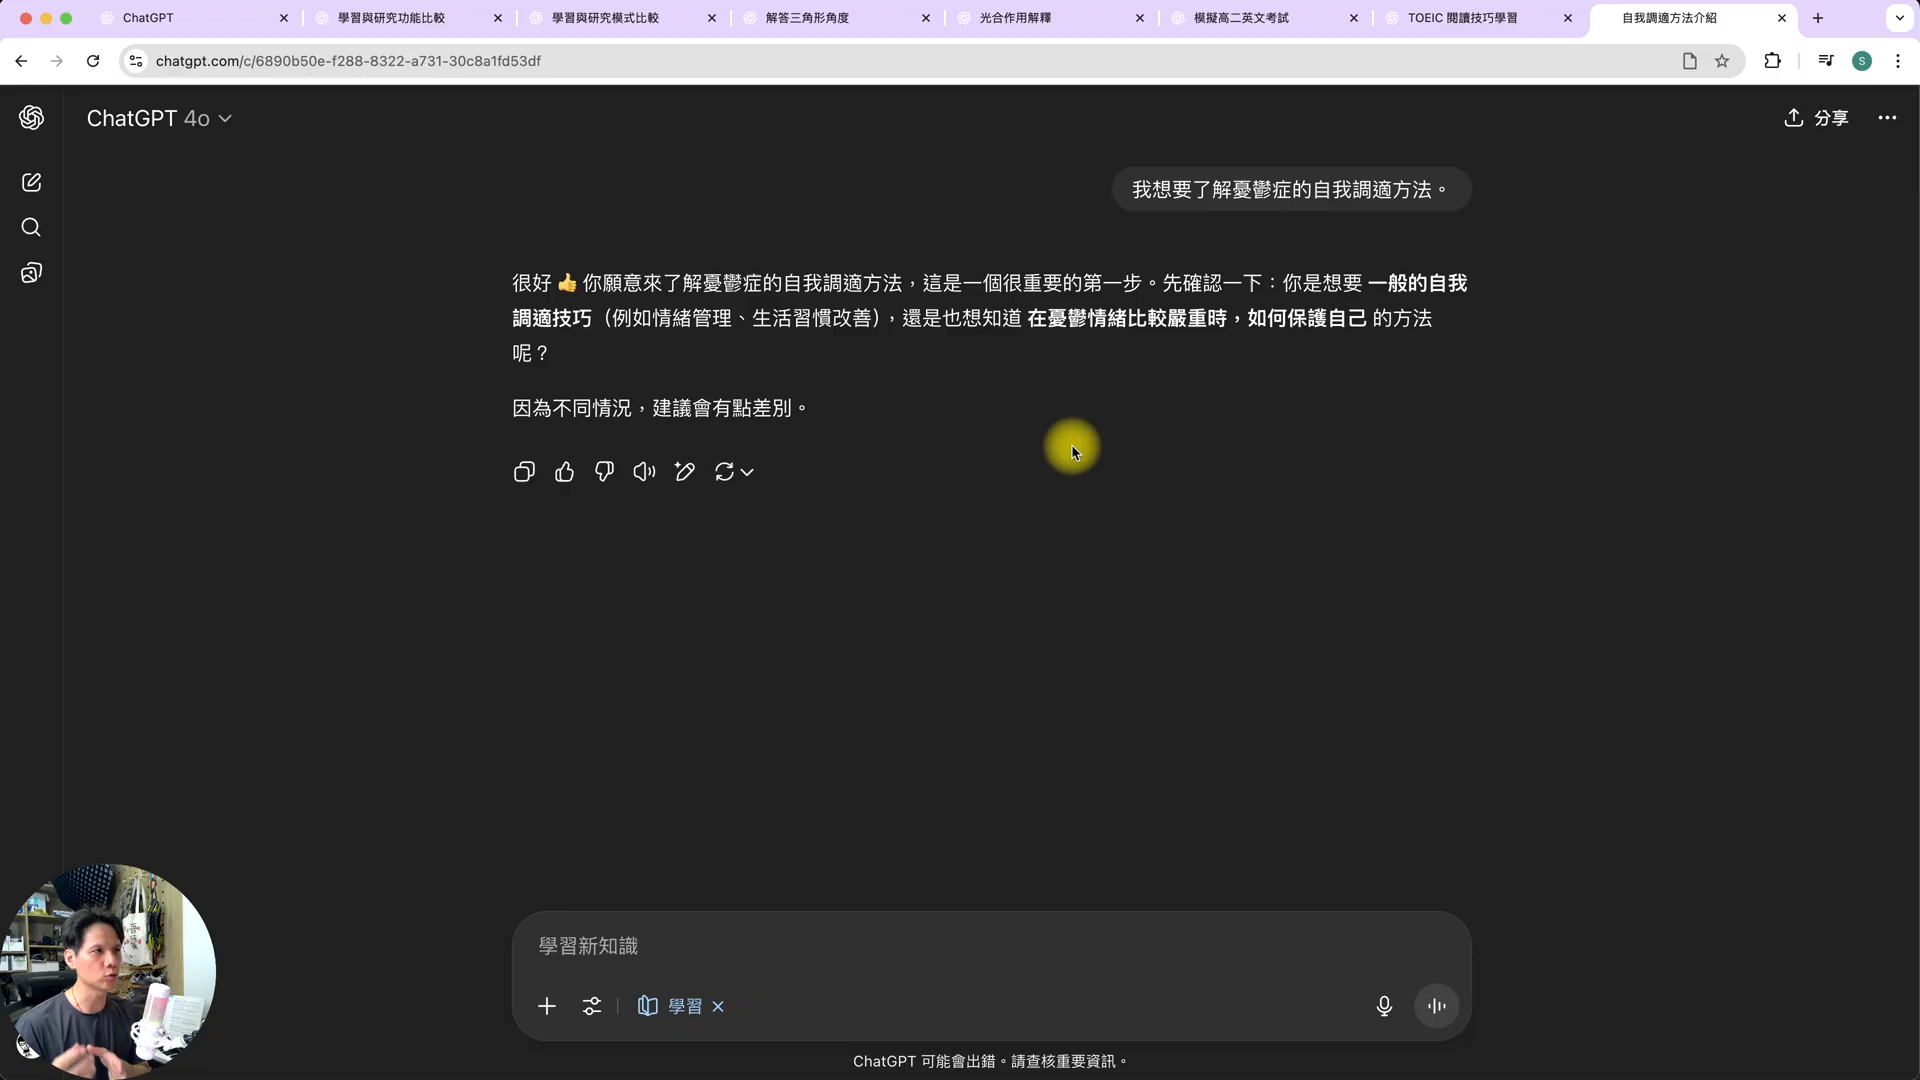 ChatGPT
學習與研究功能比較
學習與研究模式比較
解答三角形角度
光合作用解釋
模擬高二英文考試
TOEIC 閱讀技巧學習
自我調適方法介紹
chatgpt.com/c/6890b50e-f288-8322-a731-30c8a1fd53df
S
ChatGPT 4o
分享
我想要了解憂鬱症的自我調適方法。
很好 👍 你願意來了解憂鬱症的自我調適方法，這是一個很重要的第一步。先確認一下：你是想要 一般的自我
調適技巧（例如情緒管理、生活習慣改善），還是也想知道 在憂鬱情緒比較嚴重時，如何保護自己 的方法
呢？
因為不同情況，建議會有點差別。
學習新知識
學習
ChatGPT 可能會出錯。請查核重要資訊。